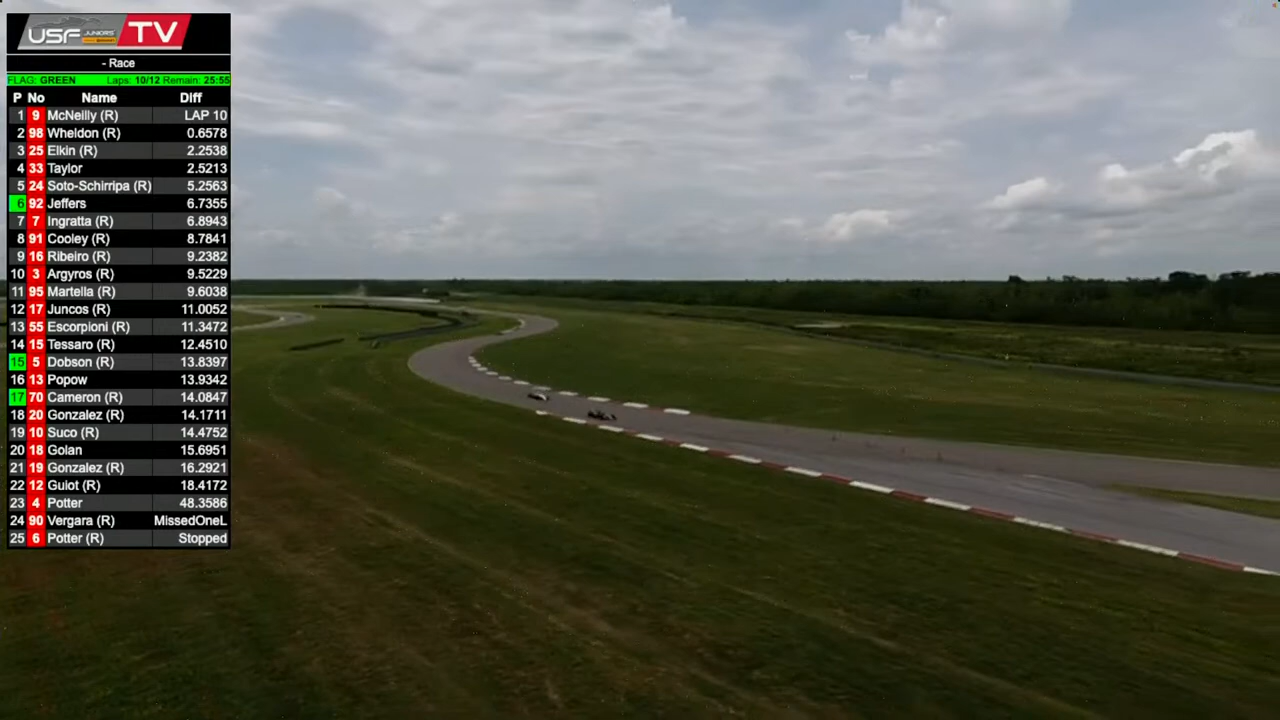 USF JUNIORS TV
- Race
FLAG: GREEN Laps: 10/12 Remain: 25:55
P No Name Diff
1 9 McNeilly (R) LAP 10
2 98 Wheldon (R) 0.6578
3 25 Elkin (R) 2.2538
4 33 Taylor 2.5213
5 24 Soto-Schirripa (R) 5.2563
6 92 Jeffers 6.7355
7 7 Ingratta (R) 6.8943
8 91 Cooley (R) 8.7841
9 16 Ribeiro (R) 9.2382
10 3 Argyros (R) 9.5229
11 95 Martella (R) 9.6038
12 17 Juncos (R) 11.0052
13 55 Escorpioni (R) 11.3472
14 15 Tessaro (R) 12.4510
15 5 Dobson (R) 13.8397
16 13 Popow 13.9342
17 70 Cameron (R) 14.0847
18 20 Gonzalez (R) 14.1711
19 10 Suco (R) 14.4752
20 18 Golan 15.6951
21 19 Gonzalez (R) 16.2921
22 12 Guiot (R) 18.4172
23 4 Potter 48.3586
24 90 Vergara (R) MissedOneL
25 6 Potter (R) Stopped